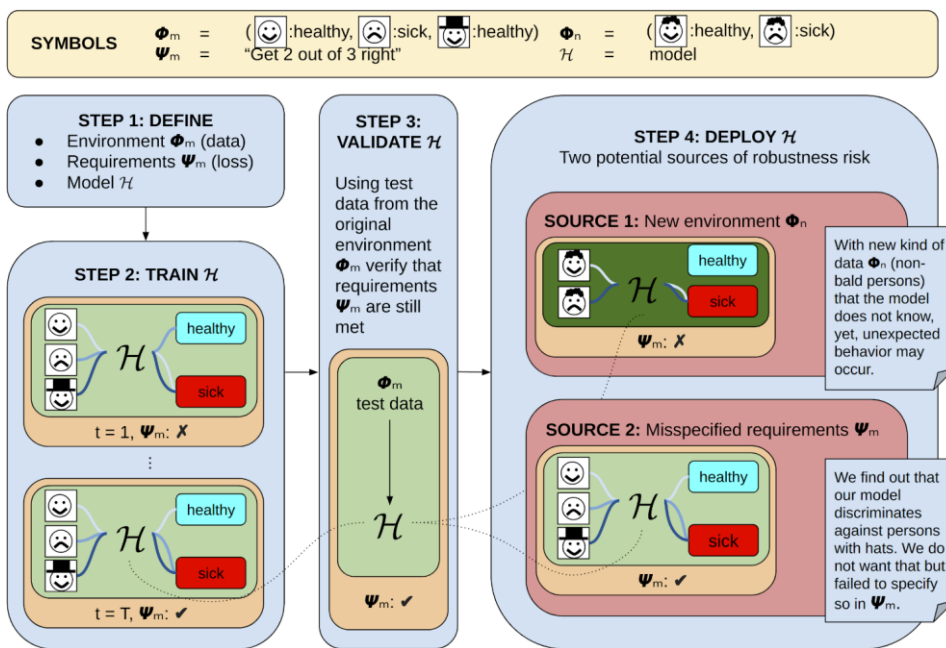 SYMBOLS
Φₘ = ( :healthy, :sick, :healthy) Φₙ = ( :healthy, :sick)
Ψₘ = “Get 2 out of 3 right” ℋ = model
STEP 1: DEFINE
● Environment Φₘ (data)
● Requirements Ψₘ (loss)
● Model ℋ
STEP 2: TRAIN ℋ
healthy
ℋ
sick
t = 1, Ψₘ: ✗
⋮
healthy
ℋ
sick
t = T, Ψₘ: ✔
STEP 3:
VALIDATE ℋ
Using test
data from the
original
environment
Φₘ verify that
requirements
Ψₘ are still
met
Φₘ
test data
ℋ
Ψₘ: ✔
STEP 4: DEPLOY ℋ
Two potential sources of robustness risk
SOURCE 1: New environment Φₙ
healthy
ℋ
sick
Ψₘ: ✗
With new kind of
data Φₙ (non-
bald persons)
that the model
does not know,
yet, unexpected
behavior may
occur.
SOURCE 2: Misspecified requirements Ψₘ
healthy
ℋ
sick
Ψₘ: ✔
We find out that
our model
discriminates
against persons
with hats. We do
not want that but
failed to specify
so in Ψₘ.